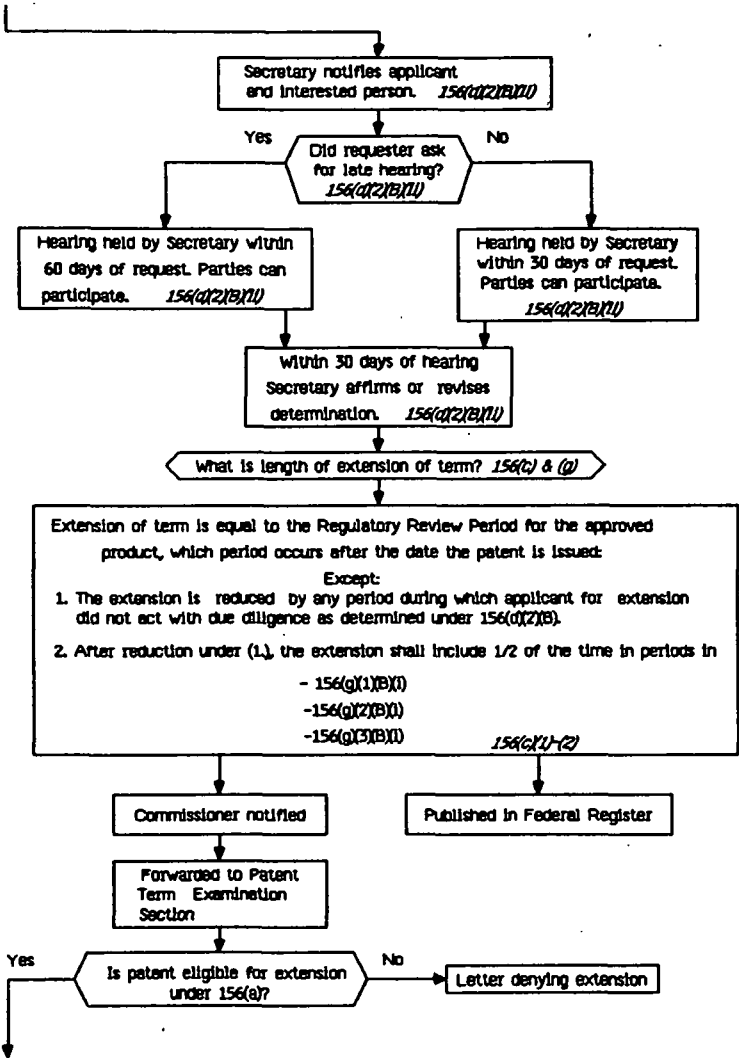 Secretary notifies applicant
and interested person. 156(d)(2)(B)(ii)
Yes
No
Did requester ask
for late hearing?
156(d)(2)(B)(ii)
Hearing held by Secretary within
60 days of request. Parties can
participate. 156(d)(2)(B)(ii)
Hearing held by Secretary
within 30 days of request.
Parties can participate.
156(d)(2)(B)(ii)
Within 30 days of hearing
Secretary affirms or revises
determination. 156(d)(2)(B)(ii)
What is length of extension of term? 156(c) & (g)
Extension of term is equal to the Regulatory Review Period for the approved
product, which period occurs after the date the patent is issued:
Except:
1. The extension is reduced by any period during which applicant for extension
did not act with due diligence as determined under 156(d)(2)(B).
2. After reduction under (1.), the extension shall include 1/2 of the time in periods in
- 156(g)(1)(B)(i)
-156(g)(2)(B)(i)
-156(g)(3)(B)(i)
156(c)(1)-(2)
Commissioner notified
Published in Federal Register
Forwarded to Patent
Term Examination
Section
Yes
Is patent eligible for extension
under 156(a)?
No
Letter denying extension